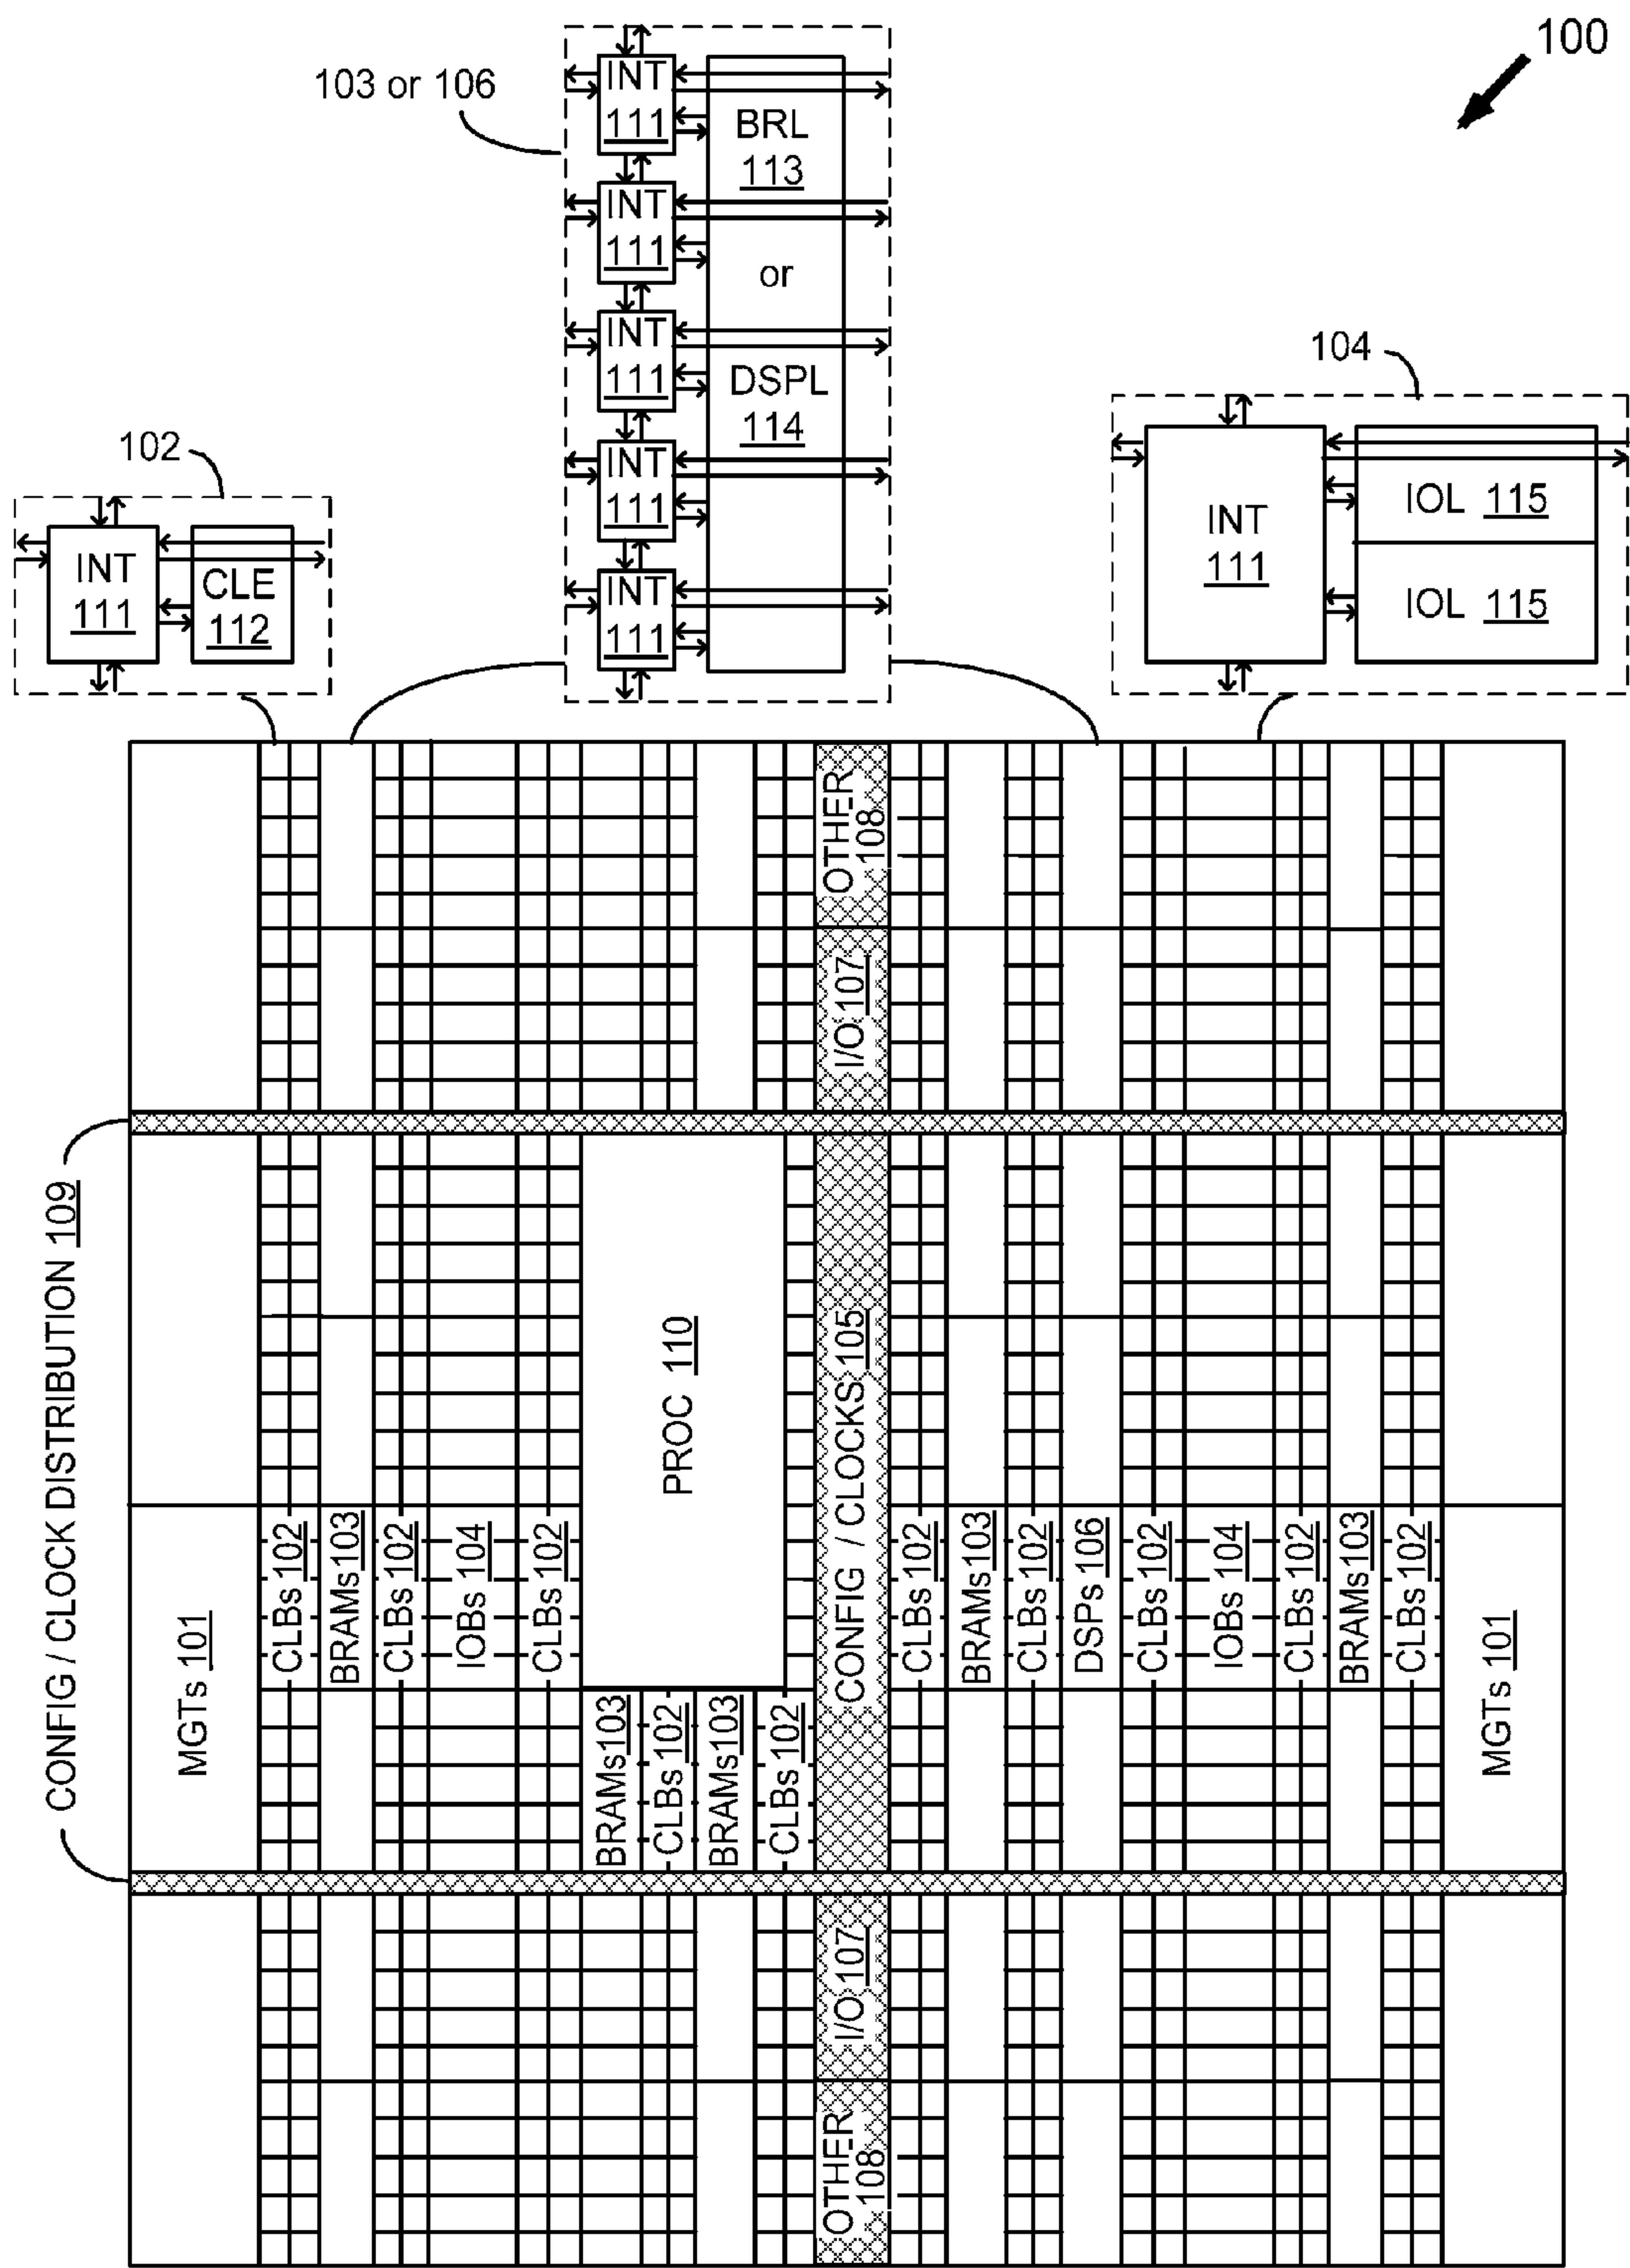 100
103 or 106
INT
111
INT
111
INT
111
INT
111
INT
111
BRL
113
or
DSPL
114
104
INT
111
IOL 115
IOL 115
102
INT
111
CLE
112
OTHER
108
I/O 107
CONFIG / CLOCK DISTRIBUTION 109
PROC 110
CONFIG / CLOCKS 105
MGTs 101
CLBs 102
BRAMs 103
CLBs 102
IOBs 104
CLBs 102
BRAMs 103
CLBs 102
BRAMs 103
CLBs 102
CLBs 102
BRAMs 103
CLBs 102
DSPs 106
CLBs 102
IOBs 104
CLBs 102
BRAMs 103
CLBs 102
MGTs 101
I/O 107
OTHER
108